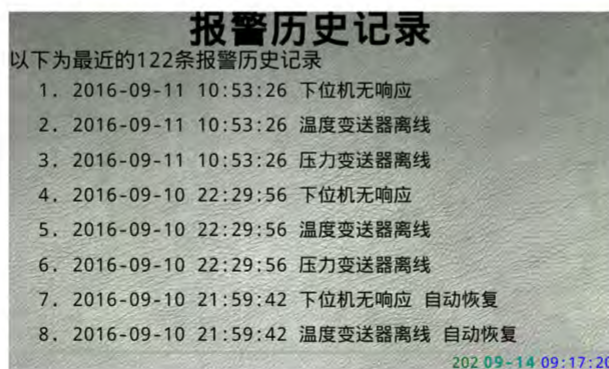 报警历史记录
以下为最近的122条报警历史记录
1. 2016-09-11 10:53:26 下位机无响应
2. 2016-09-11 10:53:26 温度变送器离线
3. 2016-09-11 10:53:26 压力变送器离线
4. 2016-09-10 22:29:56 下位机无响应
5. 2016-09-10 22:29:56 温度变送器离线
6. 2016-09-10 22:29:56 压力变送器离线
7. 2016-09-10 21:59:42 下位机无响应 自动恢复
8. 2016-09-10 21:59:42 温度变送器离线 自动恢复
202 09-14 09:17:20